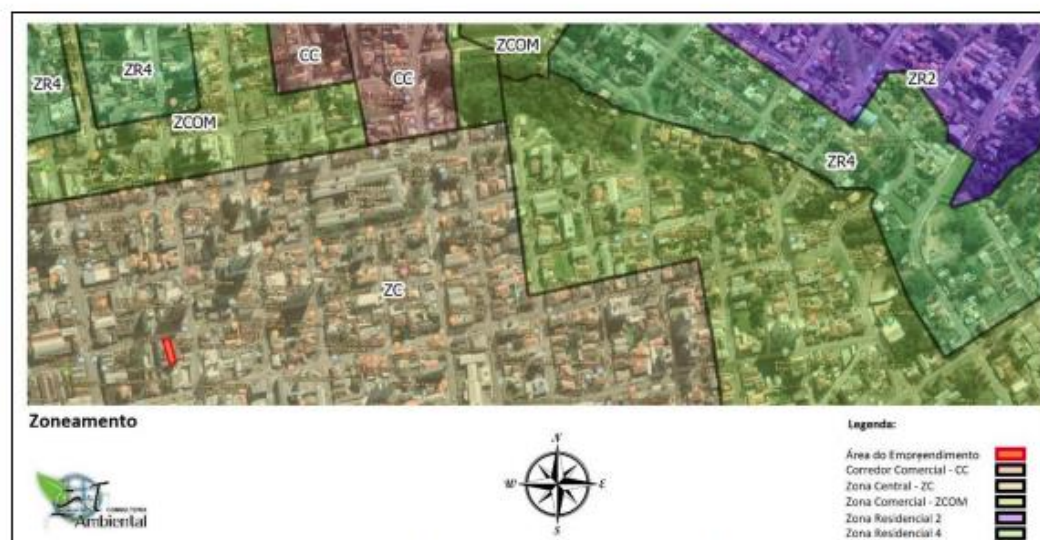 ZCOM
CC
CC
ZR4
ZR4
ZR2
ZCOM
ZR4
ZC
Zoneamento
Legenda:
N
W E
S
Área do Empreendimento
Corredor Comercial - CC
Zona Central - ZC
Zona Comercial - ZCOM
Zona Residencial 2
Zona Residencial 4
CONSULTORIA
Ambiental